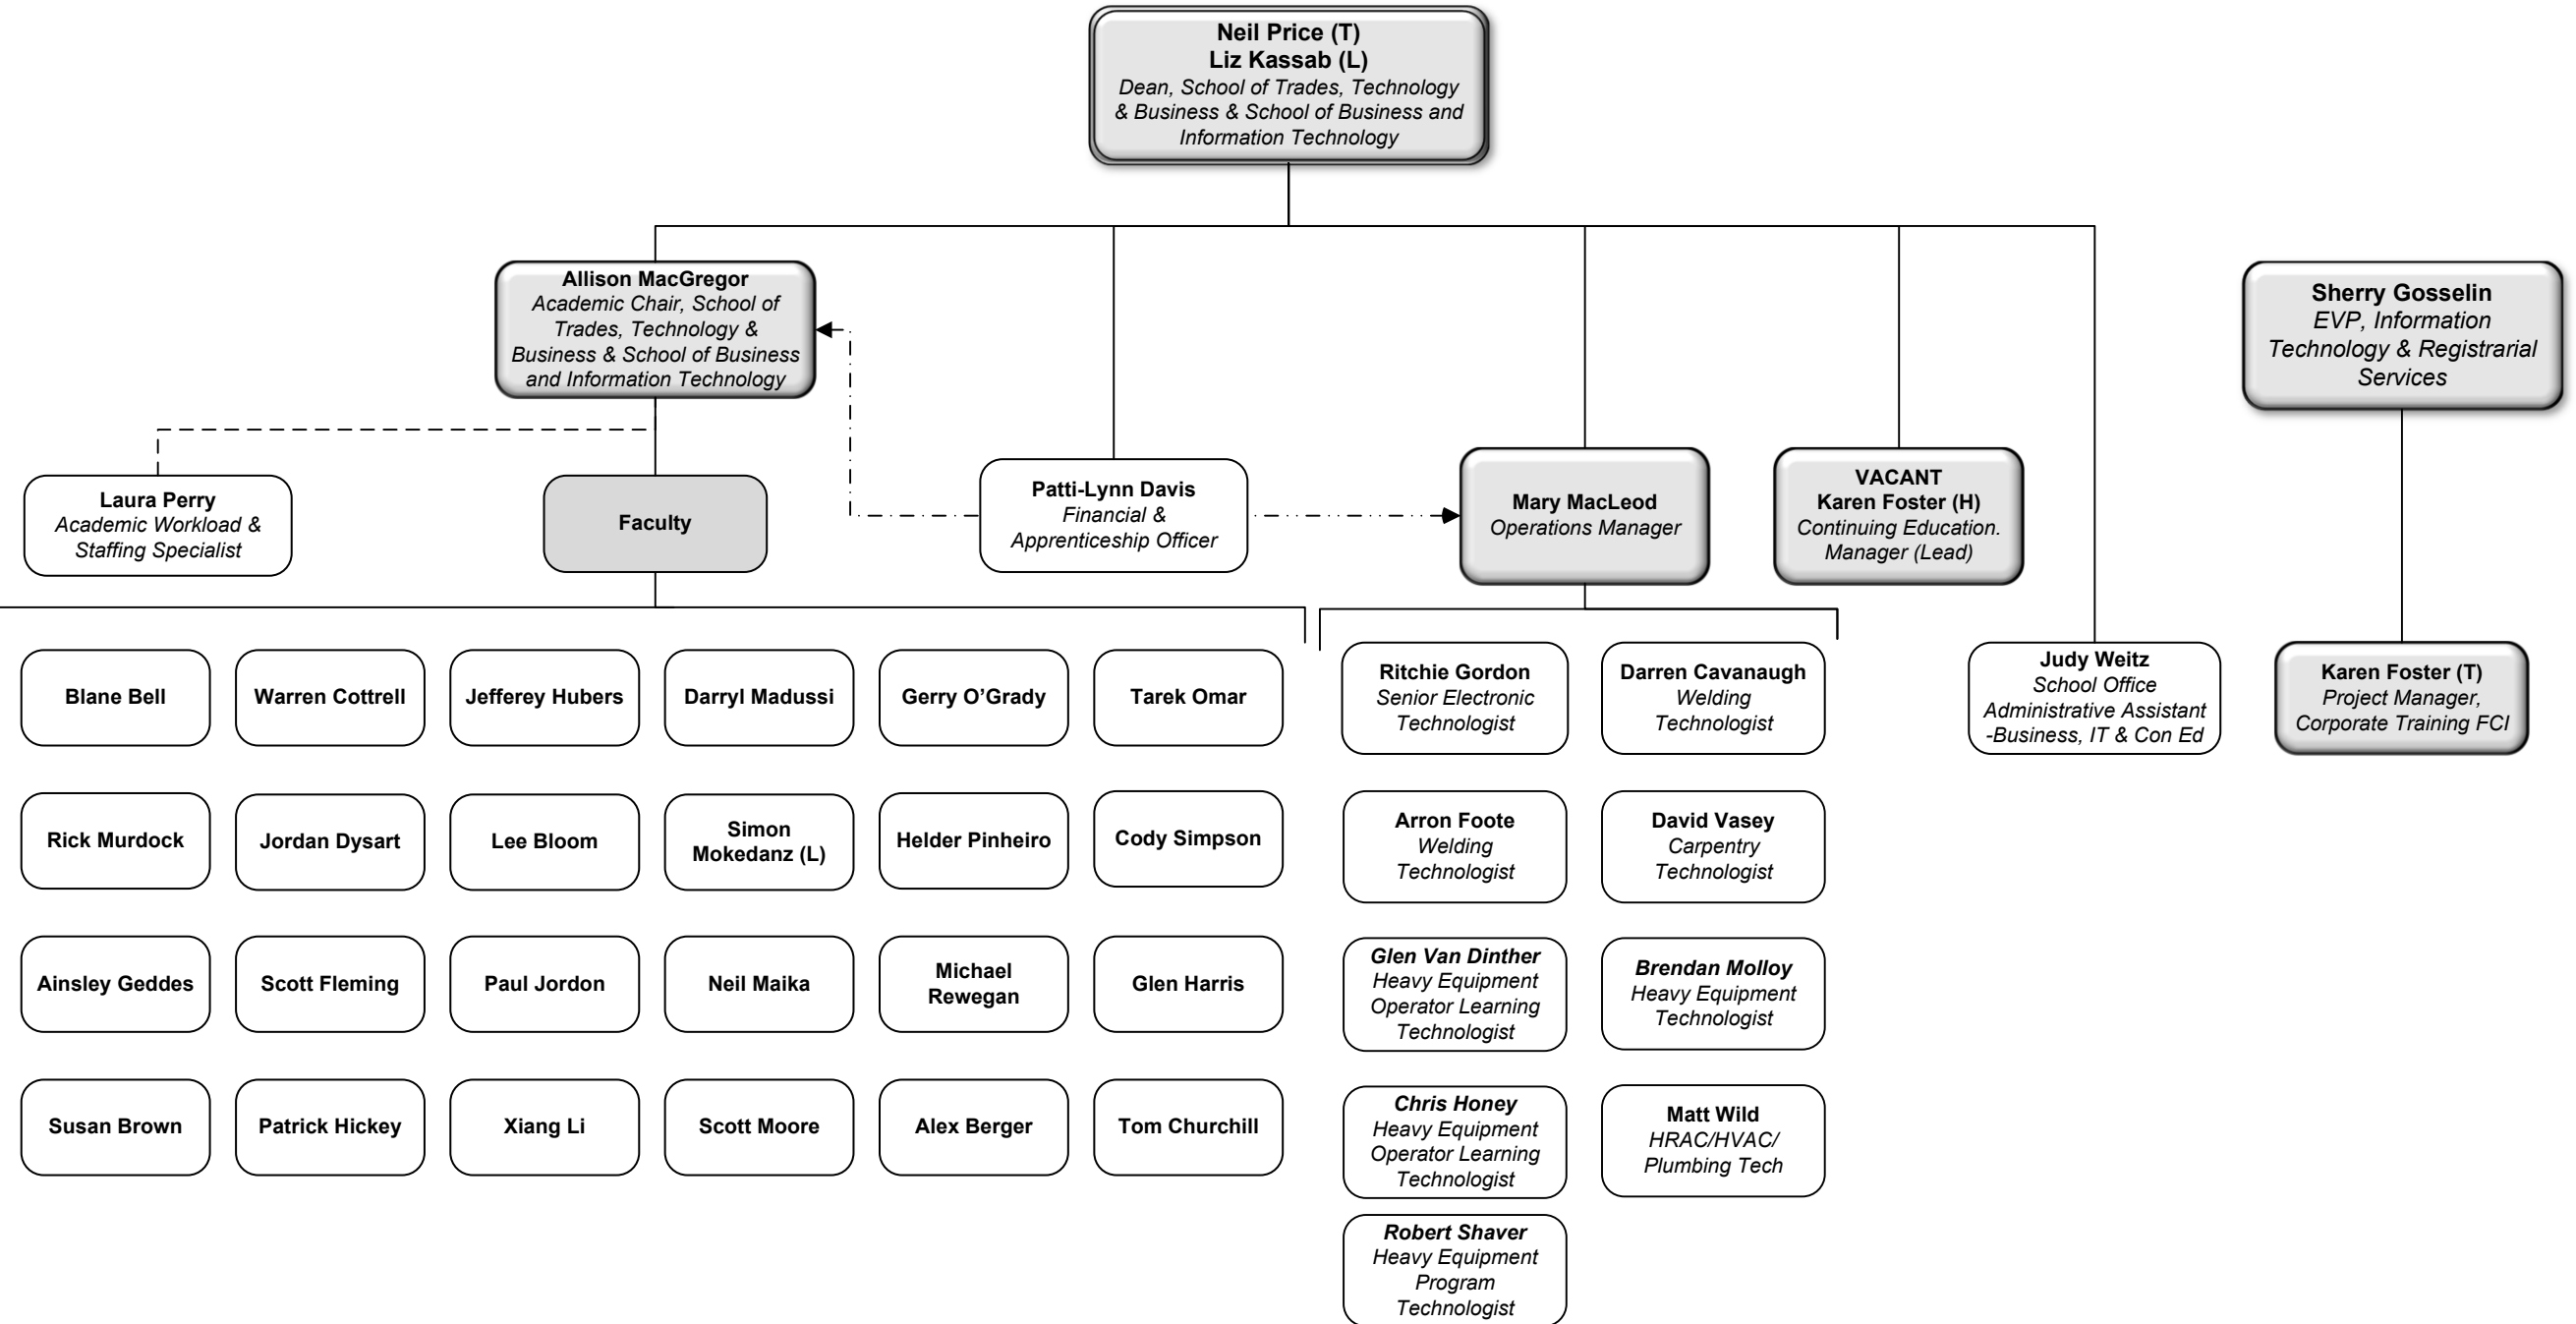 Neil Price (T)
Liz Kassab (L)
Dean, School of Trades, Technology
& Business & School of Business and
Information Technology
Allison MacGregor
Academic Chair, School of
Trades, Technology &
Business & School of Business
and Information Technology
Sherry Gosselin
EVP, Information
Technology & Registrarial
Services
Laura Perry
Academic Workload &
Staffing Specialist
Faculty
Patti-Lynn Davis
Financial &
Apprenticeship Officer
Mary MacLeod
Operations Manager
VACANT
Karen Foster (H)
Continuing Education.
Manager (Lead)
Blane Bell
Warren Cottrell
Jefferey Hubers
Darryl Madussi
Gerry O’Grady
Tarek Omar
Ritchie Gordon
Senior Electronic
Technologist
Darren Cavanaugh
Welding
Technologist
Judy Weitz
School Office
Administrative Assistant
-Business, IT & Con Ed
Karen Foster (T)
Project Manager,
Corporate Training FCI
Rick Murdock
Jordan Dysart
Lee Bloom
Simon
Mokedanz (L)
Helder Pinheiro
Cody Simpson
Arron Foote
Welding
Technologist
David Vasey
Carpentry
Technologist
Ainsley Geddes
Scott Fleming
Paul Jordon
Neil Maika
Michael
Rewegan
Glen Harris
Glen Van Dinther
Heavy Equipment
Operator Learning
Technologist
Brendan Molloy
Heavy Equipment
Technologist
Susan Brown
Patrick Hickey
Xiang Li
Scott Moore
Alex Berger
Tom Churchill
Chris Honey
Heavy Equipment
Operator Learning
Technologist
Matt Wild
HRAC/HVAC/
Plumbing Tech
Robert Shaver
Heavy Equipment
Program
Technologist